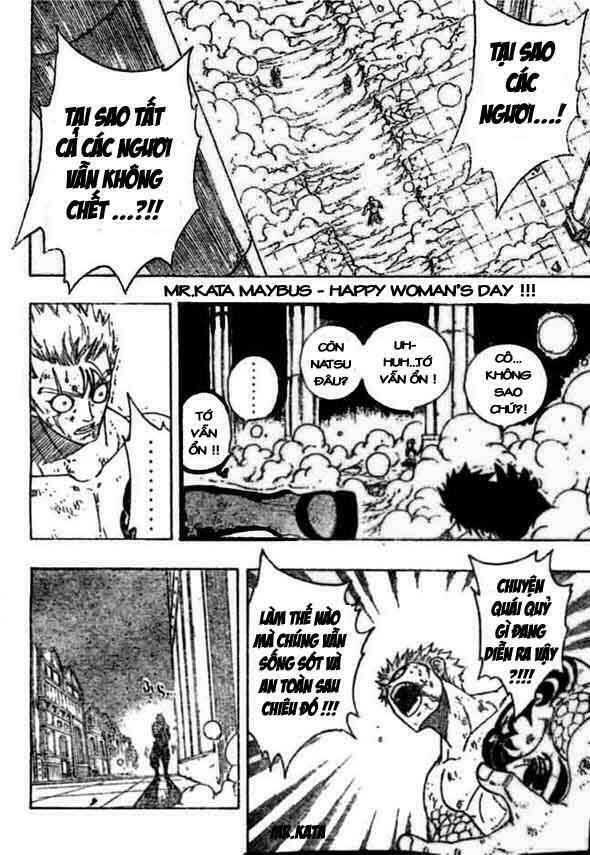 TẠI SAO
CÁC
NGƯƠI....!
TẠI SAO TẤT
CẢ CÁC NGƯƠI
VẪN KHÔNG
CHẾT ...?!!
MR.KATA MAYBUS - HAPPY WOMAN'S DAY !!!
CÔ...
KHÔNG
SAO
CHỨ?!
UH-
HUH...TỚ
VẪN ỔN !
CÒN
NATSU
ĐÂU?
TỚ
VẪN ỔN !!
CHUYỆN
QUÁI QUỶ
GÌ ĐANG
DIỄN RA VẬY
?!!!
LÀM THẾ NÀO
MÀ CHÚNG VẪN
SỐNG SÓT VÀ
AN TOÀN SAU
CHIÊU ĐÓ !!!
MR.KATA